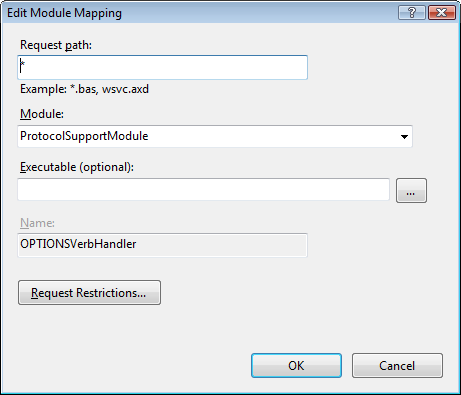 Edit Module Mapping
Request path:
*
Example: *.bas, wsvc.axd
Module:
ProtocolSupportModule
Executable (optional):
...
Name:
OPTIONSVerbHandler
Request Restrictions...
OK Cancel